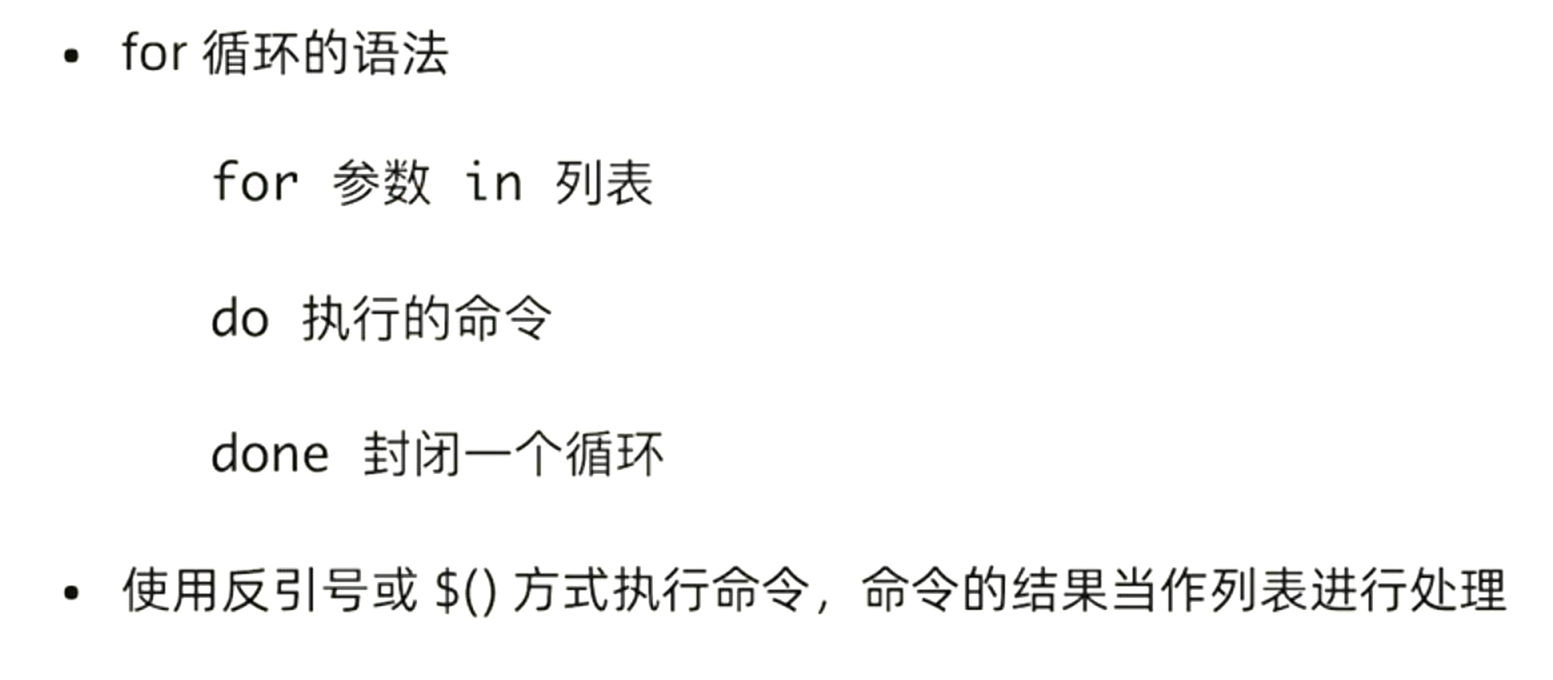 • for 循环的语法
for 参数 in 列表
do 执行的命令
done 封闭一个循环
• 使用反引号或 $() 方式执行命令，命令的结果当作列表进行处理